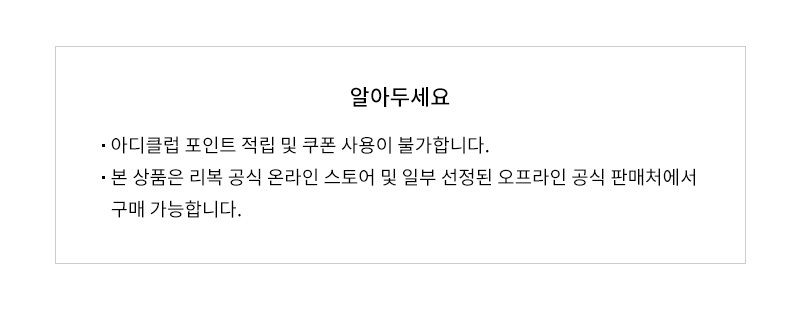 알아두세요
· 아디클럽 포인트 적립 및 쿠폰 사용이 불가합니다.
· 본 상품은 리복 공식 온라인 스토어 및 일부 선정된 오프라인 공식 판매처에서
구매 가능합니다.